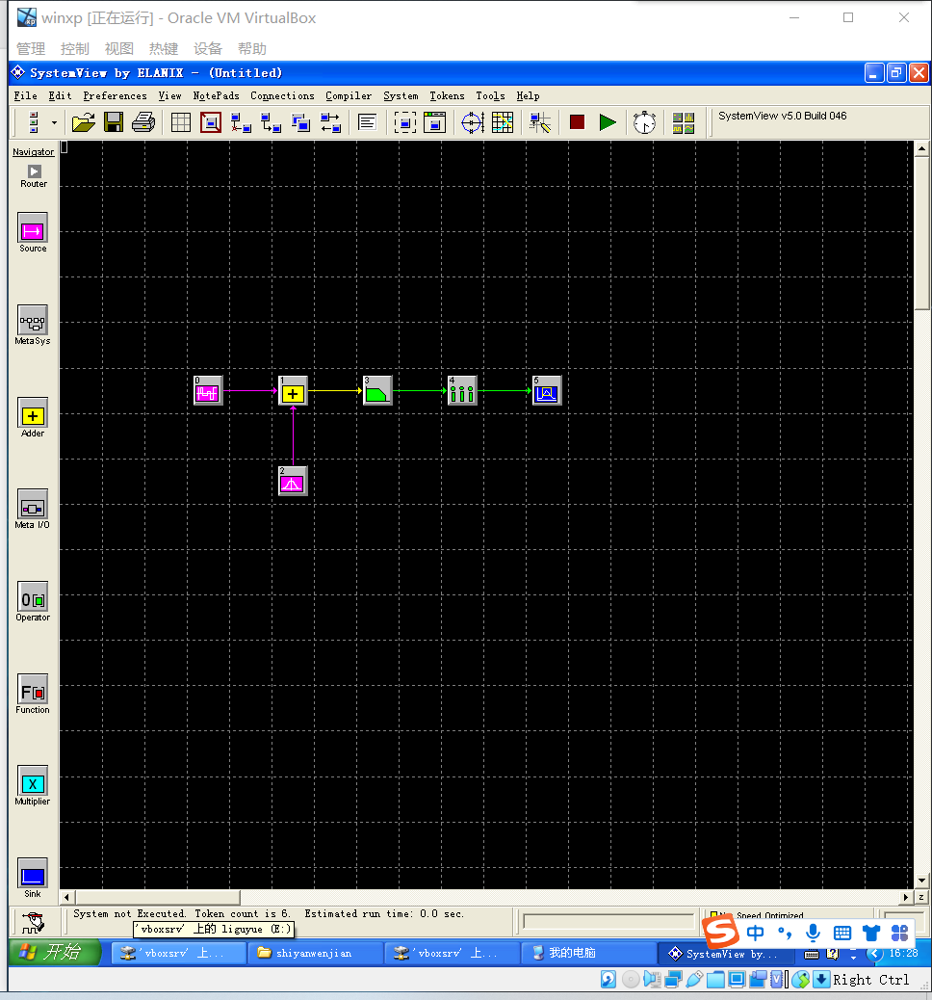 winxp [正在运行] - Oracle VM VirtualBox
管理 控制 视图 热键 设备 帮助
SystemView by ELANIX - (Untitled)
File Edit Preferences View NotePads Connections Compiler System Tokens Tools Help
SystemView v5.0 Build 046
Navigator
Router
Source
MetaSys
Adder
Meta I/O
Operator
Function
Multiplier
Sink
0
1
3
4
5
2
System not Executed. Token count is 6. Estimated run time: 0.0 sec.
Speed Optimized
'vboxsrv' 上的 liguyue (E:)
中
开始
'vboxsrv' 上...
shiyanwenjian
'vboxsrv' 上...
我的电脑
SystemView by...
16:28
Right Ctrl